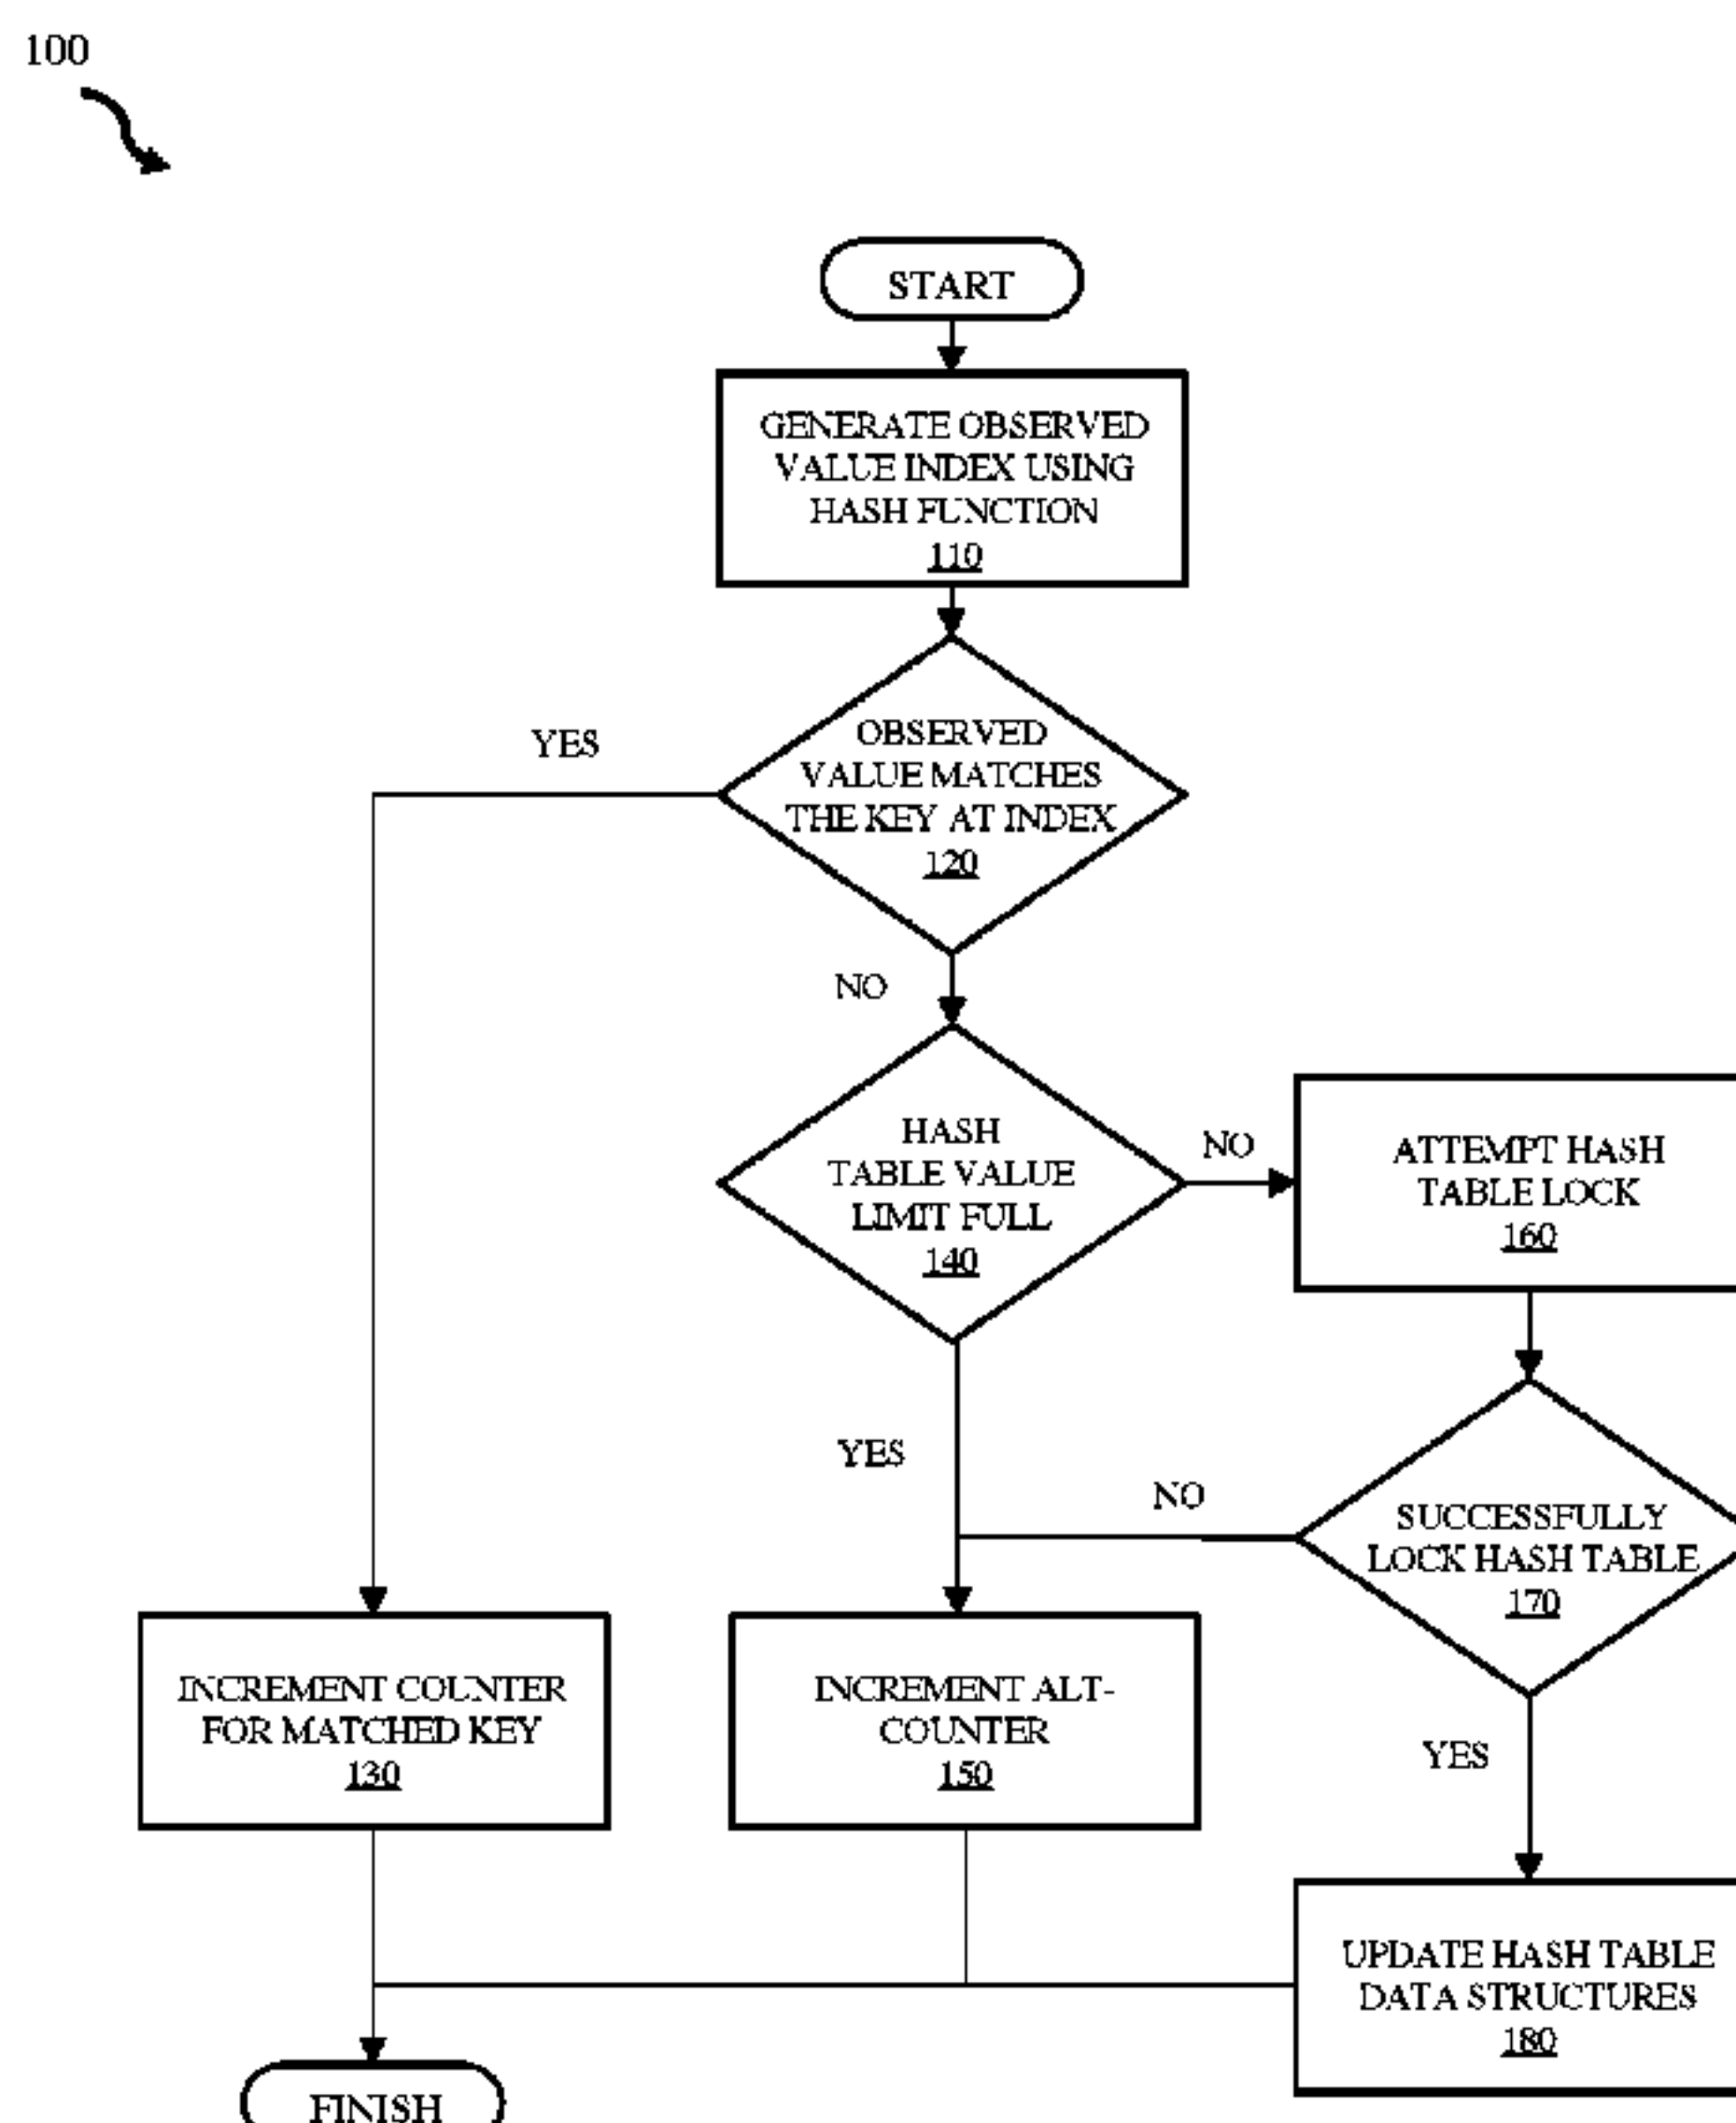 100
START
GENERATE OBSERVED
VALUE INDEX USING
HASH FUNCTION
110
YES
OBSERVED
VALUE MATCHES
THE KEY AT INDEX
120
NO
HASH
TABLE VALUE
LIMIT FULL
140
NO
ATTEMPT HASH
TABLE LOCK
160
YES
NO
SUCCESSFULLY
LOCK HASH TABLE
170
INCREMENT COUNTER
FOR MATCHED KEY
130
INCREMENT ALT-
COUNTER
150
YES
UPDATE HASH TABLE
DATA STRUCTURES
180
FINISH